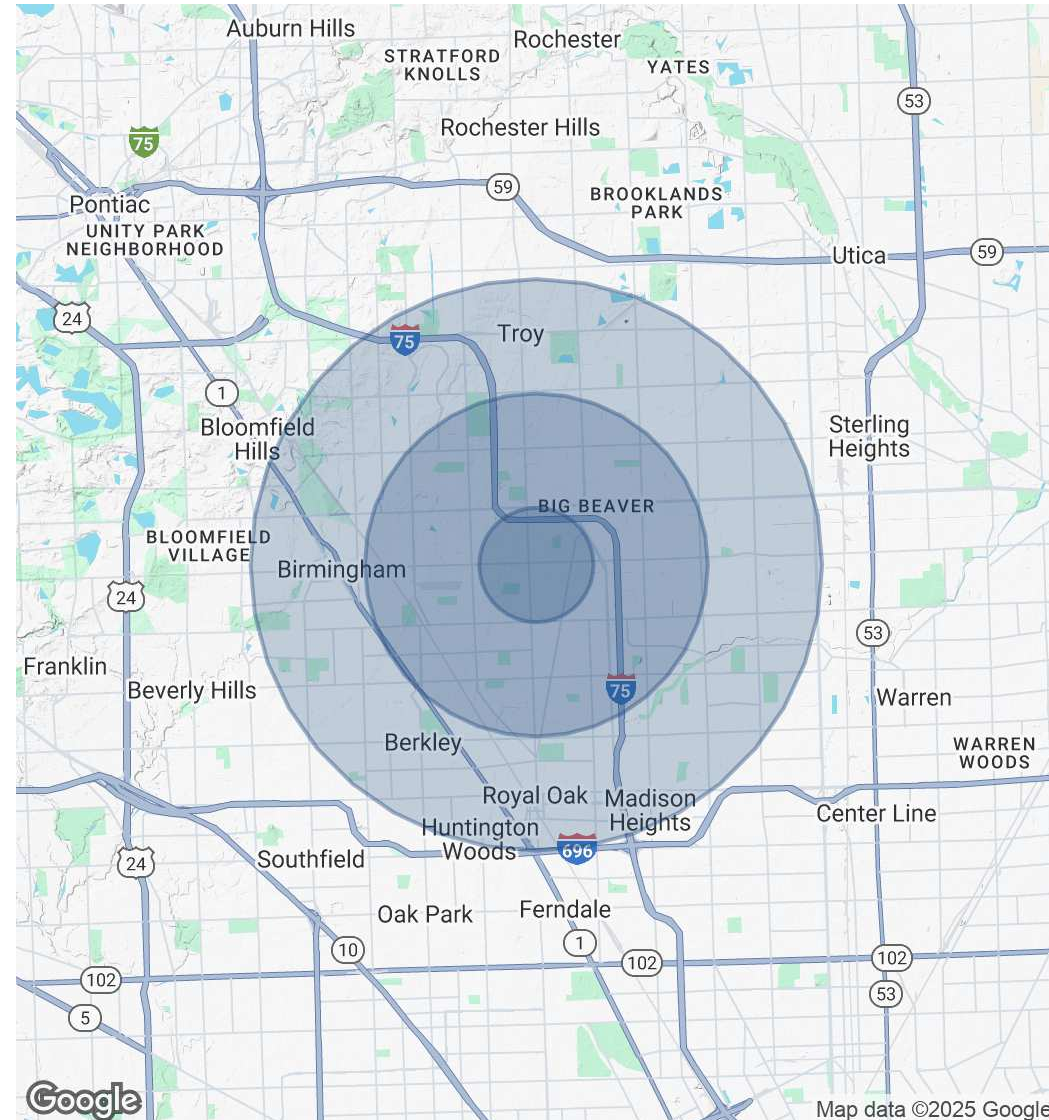 Auburn Hills
Rochester
STRATFORD
KNOLLS
YATES
53
75
Rochester Hills
59
Pontiac
BROOKLANDS
PARK
UNITY PARK
NEIGHBORHOOD
Utica
59
24
75
Troy
1
Bloomfield
Hills
Sterling
Heights
BIG BEAVER
BLOOMFIELD
VILLAGE
Birmingham
24
53
Franklin
Beverly Hills
75
Warren
Berkley
WARREN
WOODS
Royal Oak
Madison
Heights
Center Line
Huntington
Woods
696
24
Southfield
Oak Park
Ferndale
1
10
102
102
102
53
5
Google
Map data ©2025 Google